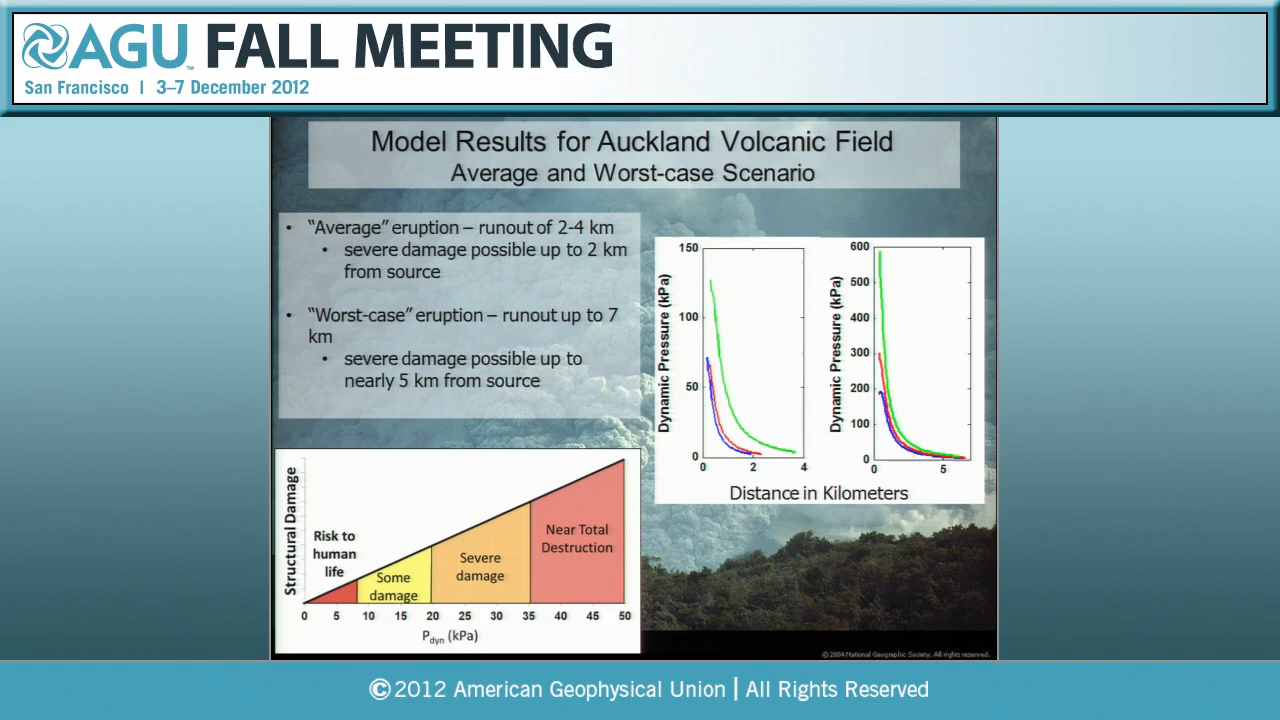 AGU FALL MEETING
San Francisco | 3–7 December 2012
Model Results for Auckland Volcanic Field
Average and Worst-case Scenario
• "Average" eruption – runout of 2-4 km
• severe damage possible up to 2 km
from source
• "Worst-case" eruption – runout up to 7
km
• severe damage possible up to
nearly 5 km from source
Dynamic Pressure (kPa)
150
100
50
0
0 2 4
Dynamic Pressure (kPa)
600
500
400
300
200
100
0
0 5
Distance in Kilometers
Structural Damage
Risk to
human
life
Some
damage
Severe
damage
Near Total
Destruction
0 5 10 15 20 25 30 35 40 45 50
Pdyn (kPa)
©2004 National Geographic Society. All rights reserved.
©2012 American Geophysical Union | All Rights Reserved